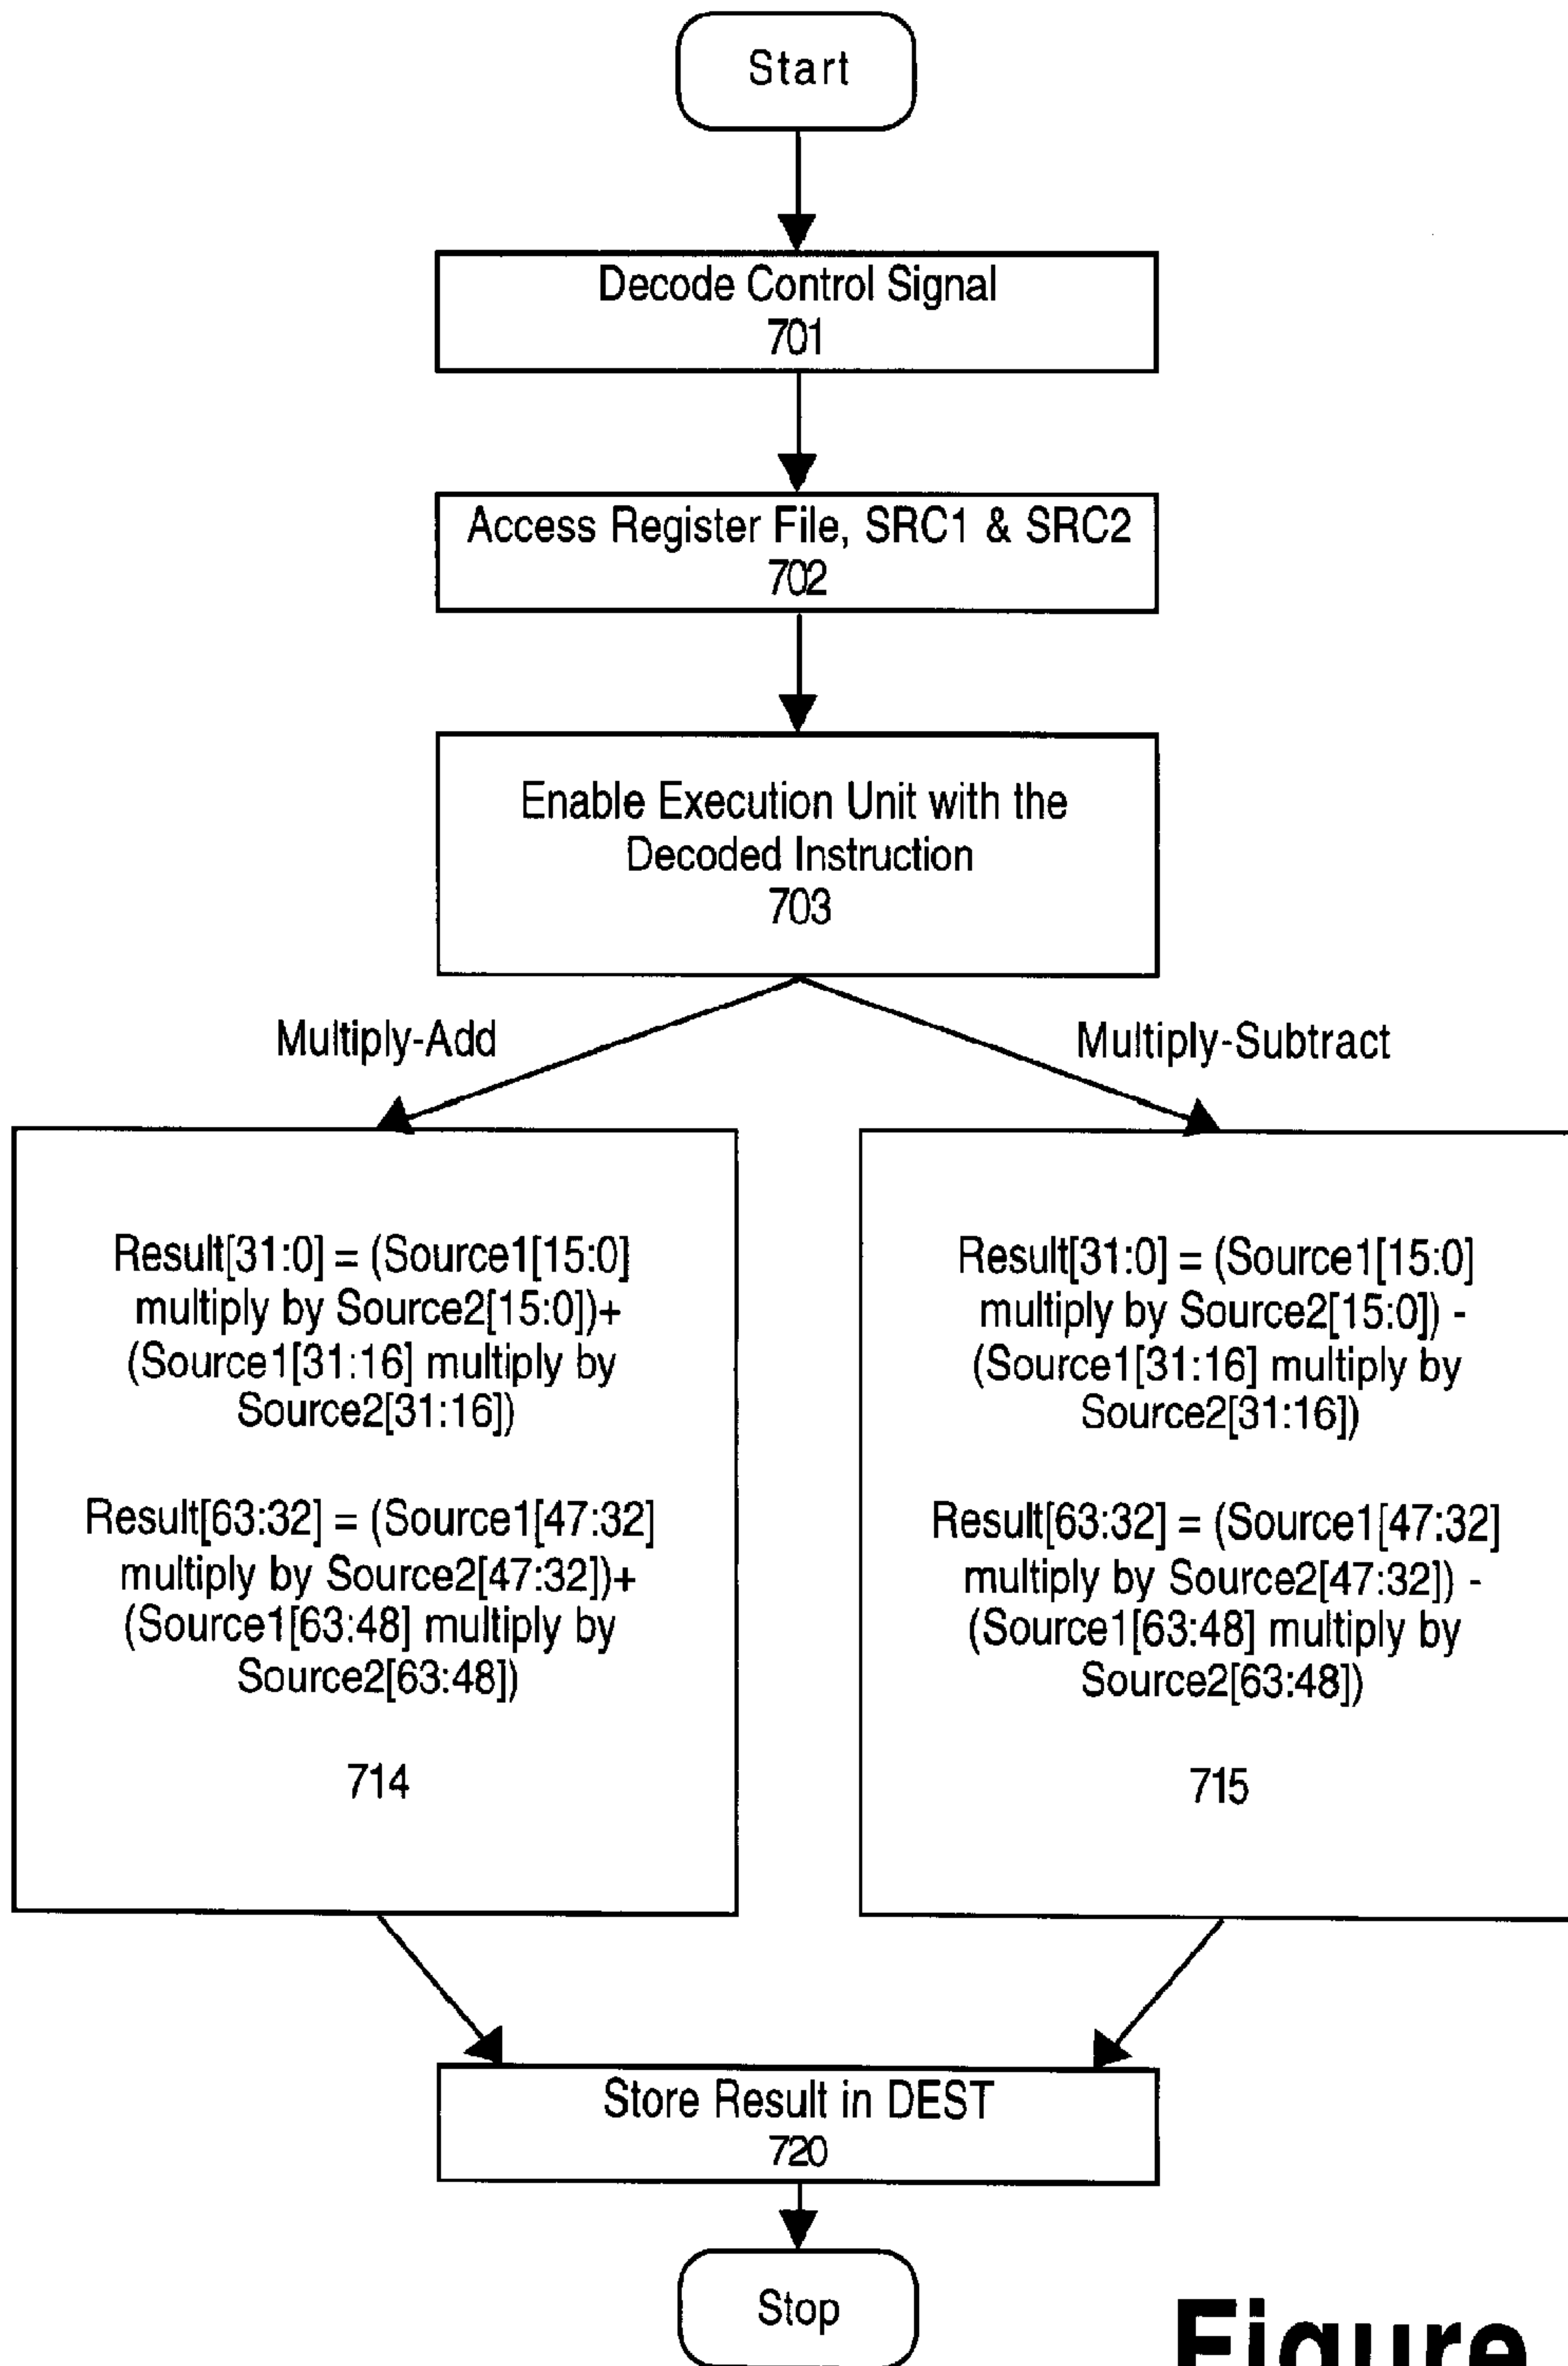 Start
Decode Control Signal
701
Access Register File, SRC1 & SRC2
702
Enable Execution Unit with the
Decoded Instruction
703
Multiply-Add
Multiply-Subtract
Result[31:0] = (Source1[15:0]
multiply by Source2[15:0])+
(Source1[31:16] multiply by
Source2[31:16])
Result[63:32] = (Source1[47:32]
multiply by Source2[47:32])+
(Source1[63:48] multiply by
Source2[63:48])
714
Result[31:0] = (Source1[15:0]
multiply by Source2[15:0]) -
(Source1[31:16] multiply by
Source2[31:16])
Result[63:32] = (Source1[47:32]
multiply by Source2[47:32]) -
(Source1[63:48] multiply by
Source2[63:48])
715
Store Result in DEST
720
Stop
Figure